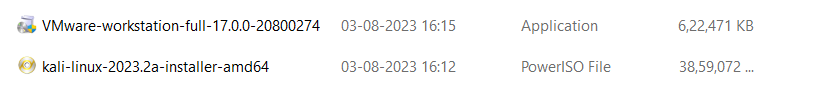 VMware-workstation-full-17.0.0-20800274 03-08-2023 16:15 Application 6,22,471 KB
kali-linux-2023.2a-installer-amd64 03-08-2023 16:12 PowerISO File 38,59,072 ...